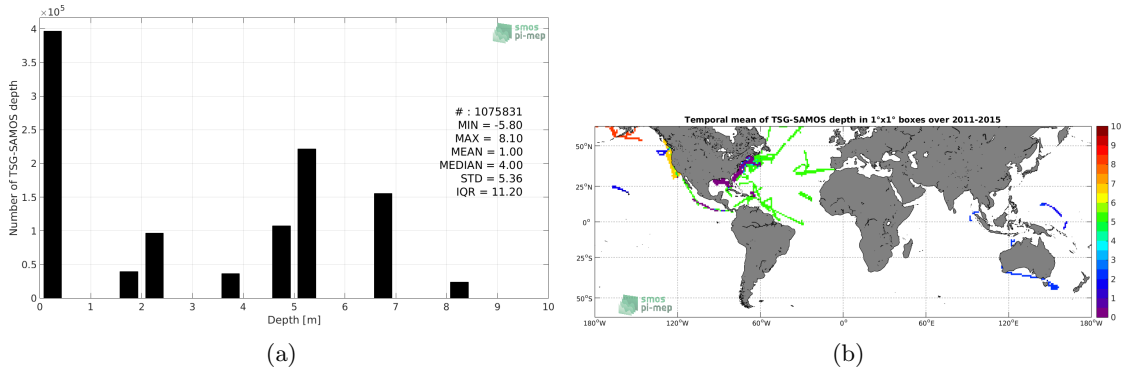 ×10⁵
4
3.5
3
2.5
2
1.5
1
0.5
0
Number of TSG-SAMOS depth
smos
pi-mep
# : 1075831
MIN = -5.80
MAX = 8.10
MEAN = 1.00
MEDIAN = 4.00
STD = 5.36
IQR = 11.20
0 1 2 3 4 5 6 7 8 9 10
Depth [m]
(a)
Temporal mean of TSG-SAMOS depth in 1°x1° boxes over 2011-2015
50°N
25°N
0°
25°S
50°S
smos
pi-mep
180°W 120°W 60°W 0° 60°E 120°E 180°W
10
9
8
7
6
5
4
3
2
1
0
(b)